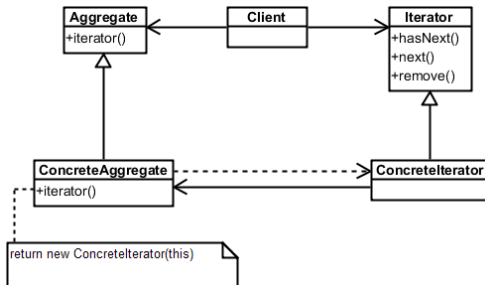 Aggregate
+iterator()
Client
Iterator
+hasNext()
+next()
+remove()
ConcreteAggregate
+iterator()
ConcreteIterator
return new ConcreteIterator(this)